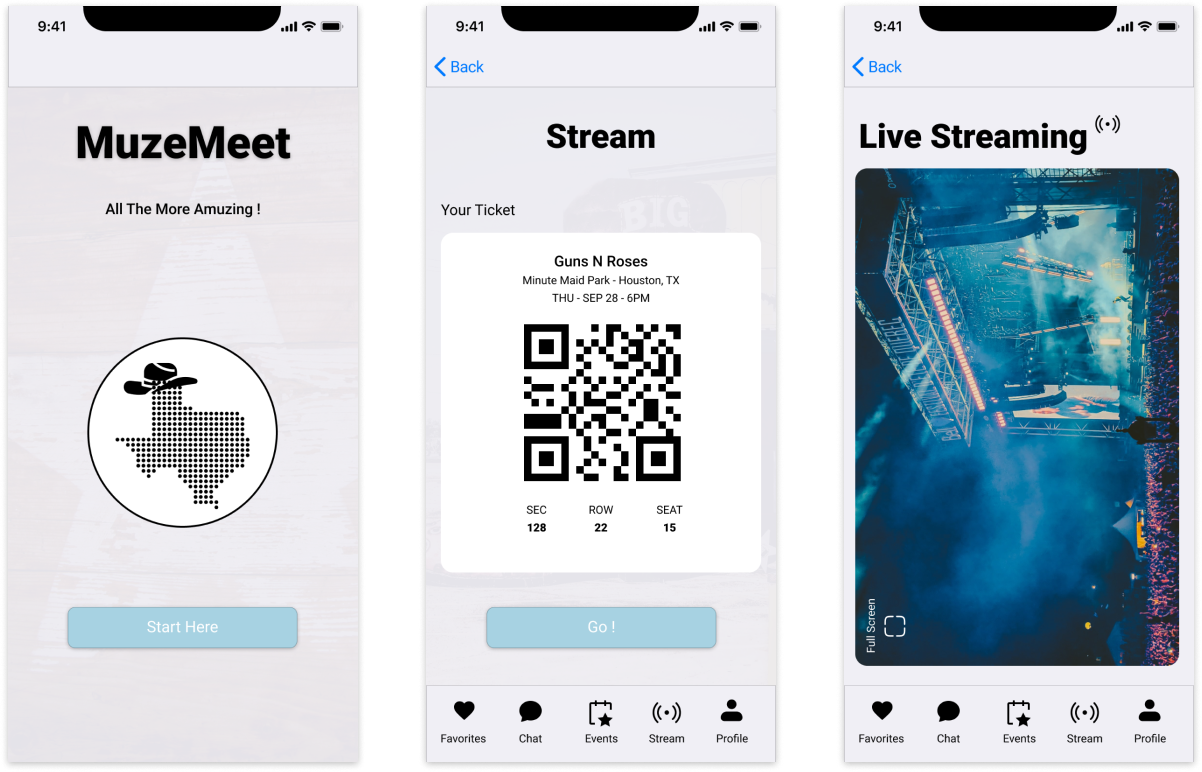 9:41
MuzeMeet
All The More Amuzing !
Start Here
9:41
Back
Stream
BIG
Your Ticket
Guns N Roses
Minute Maid Park - Houston, TX
THU - SEP 28 - 6PM
SEC ROW SEAT
128 22 15
Go !
Favorites Chat Events Stream Profile
9:41
Back
Live Streaming
Full Screen
Favorites Chat Events Stream Profile